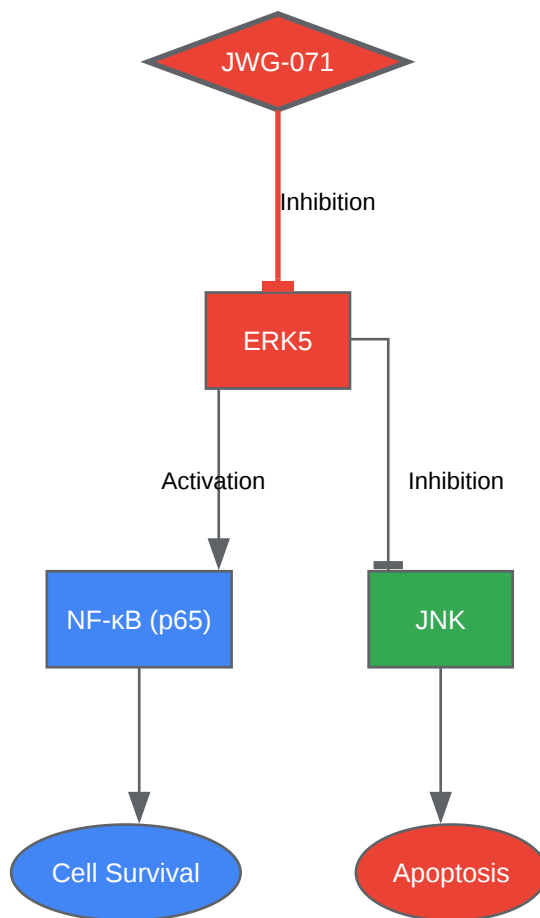 JWG-071
Inhibition
ERK5
Activation
Inhibition
NF-κB (p65)
JNK
Cell Survival
Apoptosis